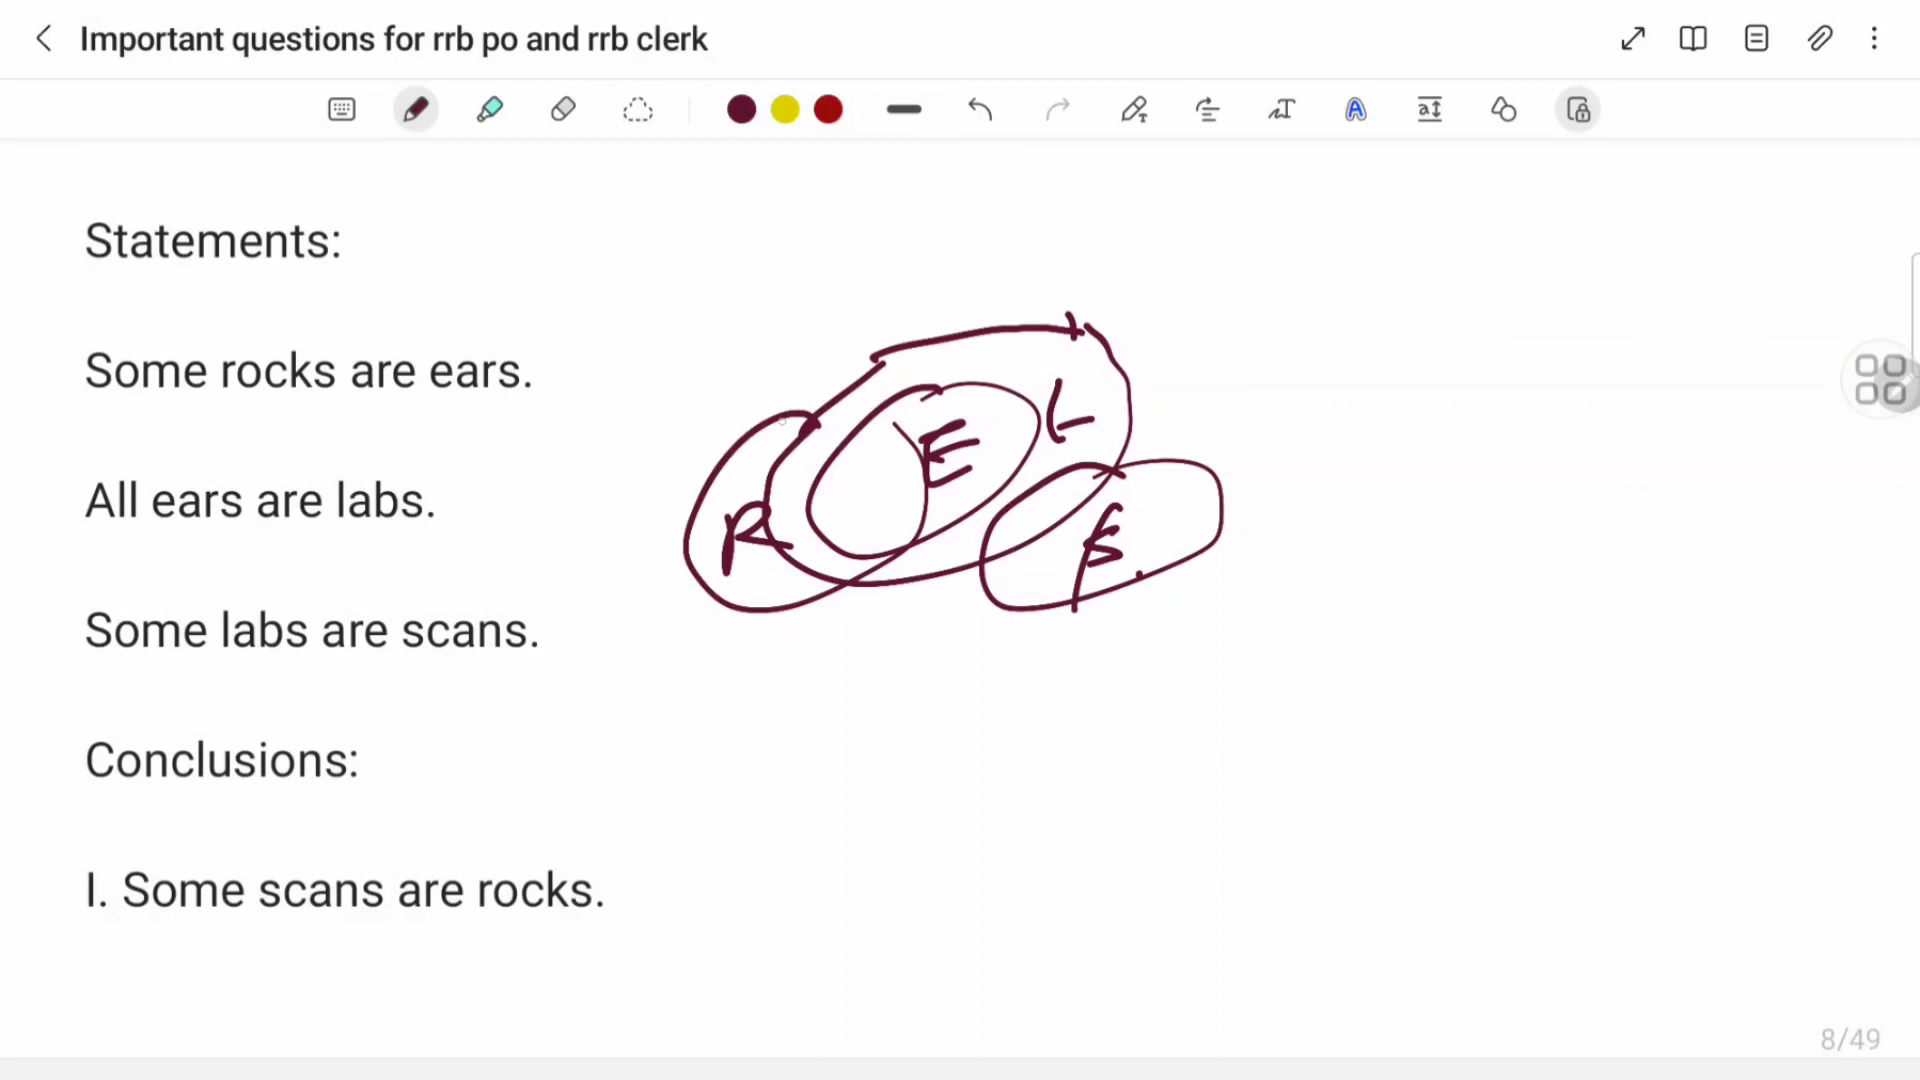 Important questions for rrb po and rrb clerk
Statements:
Some rocks are ears.
All ears are labs.
Some labs are scans.
Conclusions:
I. Some scans are rocks.
R
E
L
S
8/49